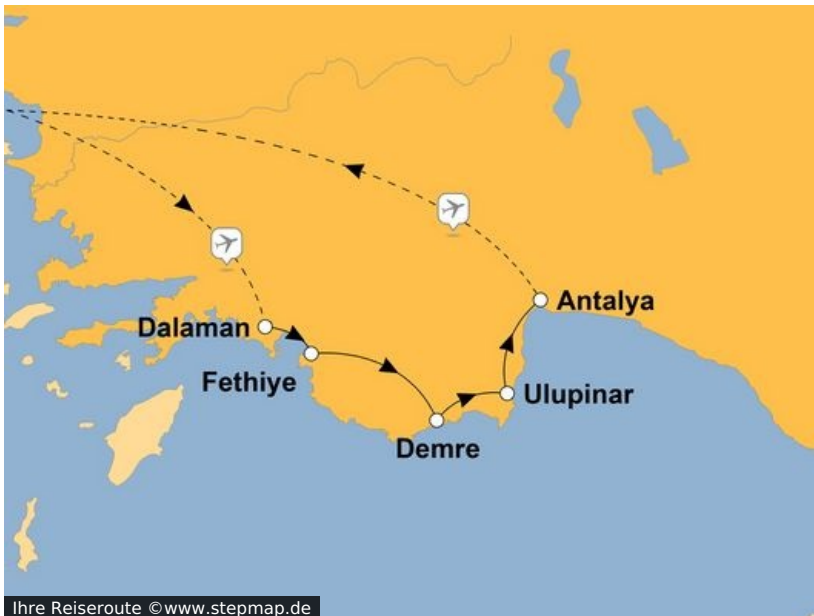 Antalya
Dalaman
Fethiye
Ulupinar
Demre
Ihre Reiseroute ©www.stepmap.de